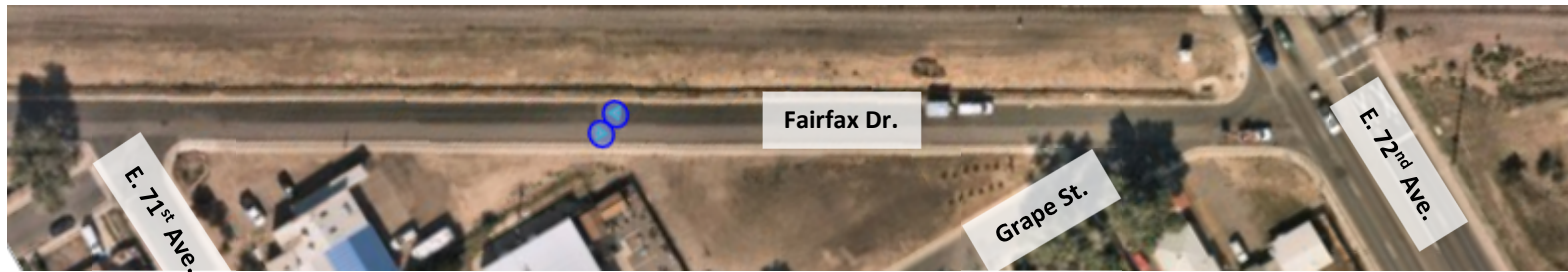 Fairfax Dr.
E. 71st Ave.
Grape St.
E. 72nd Ave.